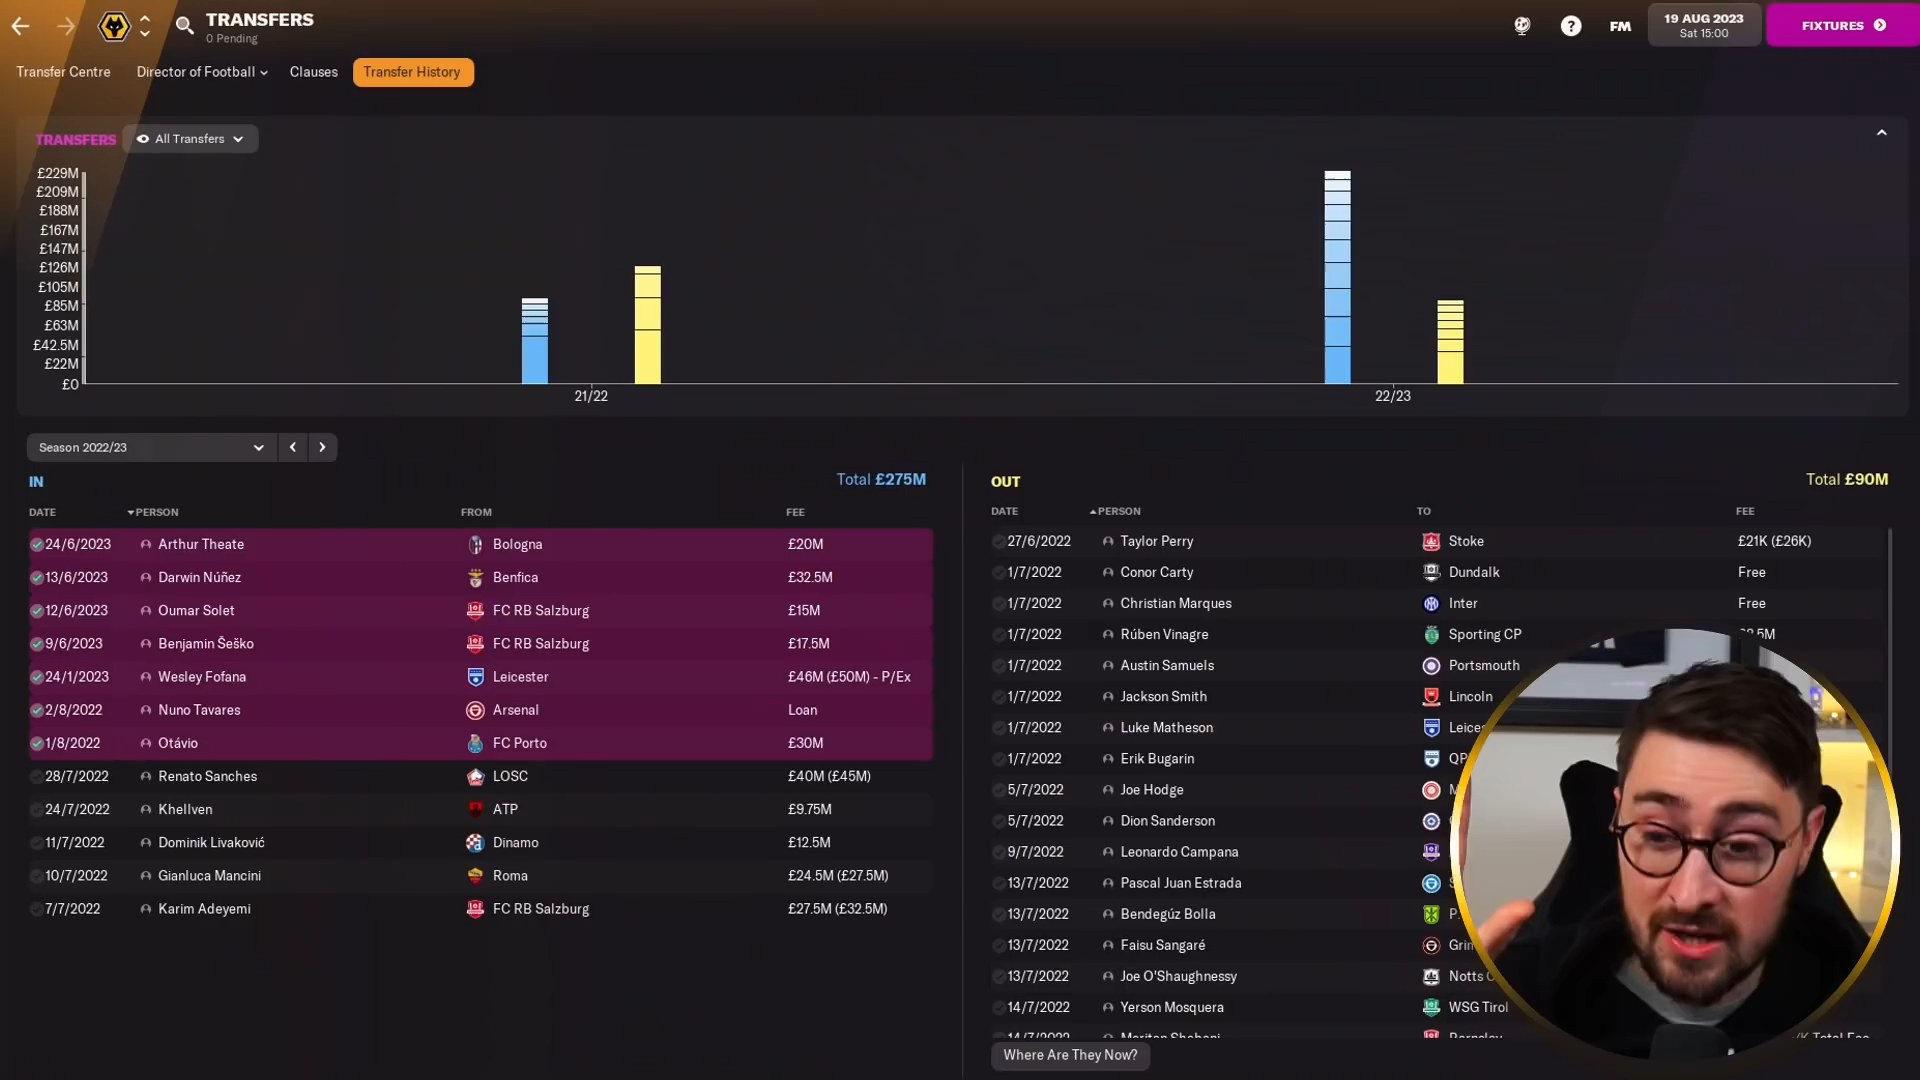 TRANSFERS
0 Pending
?
FM
19 AUG 2023
Sat 15:00
FIXTURES
Transfer Centre
Director of Football
Clauses
Transfer History
TRANSFERS
All Transfers
£229M
£209M
£188M
£167M
£147M
£126M
£105M
£85M
£63M
£42.5M
£22M
£0
21/22
22/23
Season 2022/23
IN
Total £275M
DATE PERSON FROM FEE
24/6/2023 Arthur Theate Bologna £20M
13/6/2023 Darwin Núñez Benfica £32.5M
12/6/2023 Oumar Solet FC RB Salzburg £15M
9/6/2023 Benjamin Šeško FC RB Salzburg £17.5M
24/1/2023 Wesley Fofana Leicester £46M (£50M) - P/Ex
2/8/2022 Nuno Tavares Arsenal Loan
1/8/2022 Otávio FC Porto £30M
28/7/2022 Renato Sanches LOSC £40M (£45M)
24/7/2022 Khellven ATP £9.75M
11/7/2022 Dominik Livaković Dinamo £12.5M
10/7/2022 Gianluca Mancini Roma £24.5M (£27.5M)
7/7/2022 Karim Adeyemi FC RB Salzburg £27.5M (£32.5M)
OUT
Total £90M
DATE PERSON TO FEE
27/6/2022 Taylor Perry Stoke £21K (£26K)
1/7/2022 Conor Carty Dundalk Free
1/7/2022 Christian Marques Inter Free
1/7/2022 Rúben Vinagre Sporting CP
1/7/2022 Austin Samuels Portsmouth
1/7/2022 Jackson Smith Lincoln
1/7/2022 Luke Matheson Leices
1/7/2022 Erik Bugarin QP
5/7/2022 Joe Hodge M
5/7/2022 Dion Sanderson
9/7/2022 Leonardo Campana
13/7/2022 Pascal Juan Estrada
13/7/2022 Bendegúz Bolla P
13/7/2022 Faisu Sangaré Grim
13/7/2022 Joe O'Shaughnessy Notts
14/7/2022 Yerson Mosquera WSG Tirol
Where Are They Now?